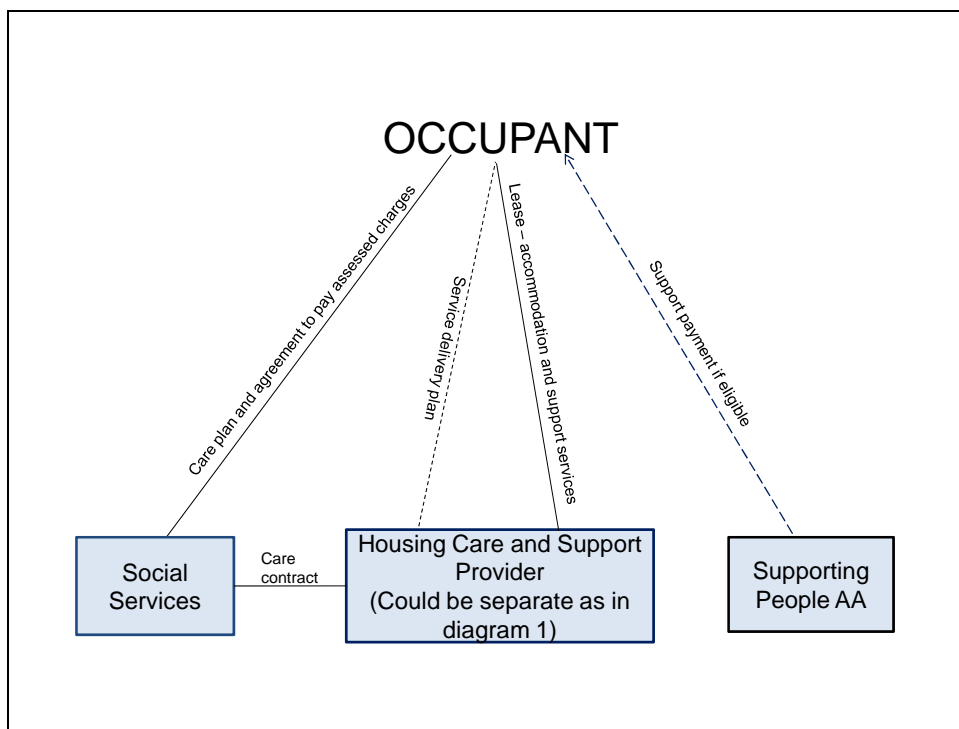 OCCUPANT
Care plan and agreement to pay assessed charges
Service delivery plan
Lease – accommodation and support services
Support payment if eligible
Social
Services
Care
contract
Housing Care and Support
Provider
(Could be separate as in
diagram 1)
Supporting
People AA